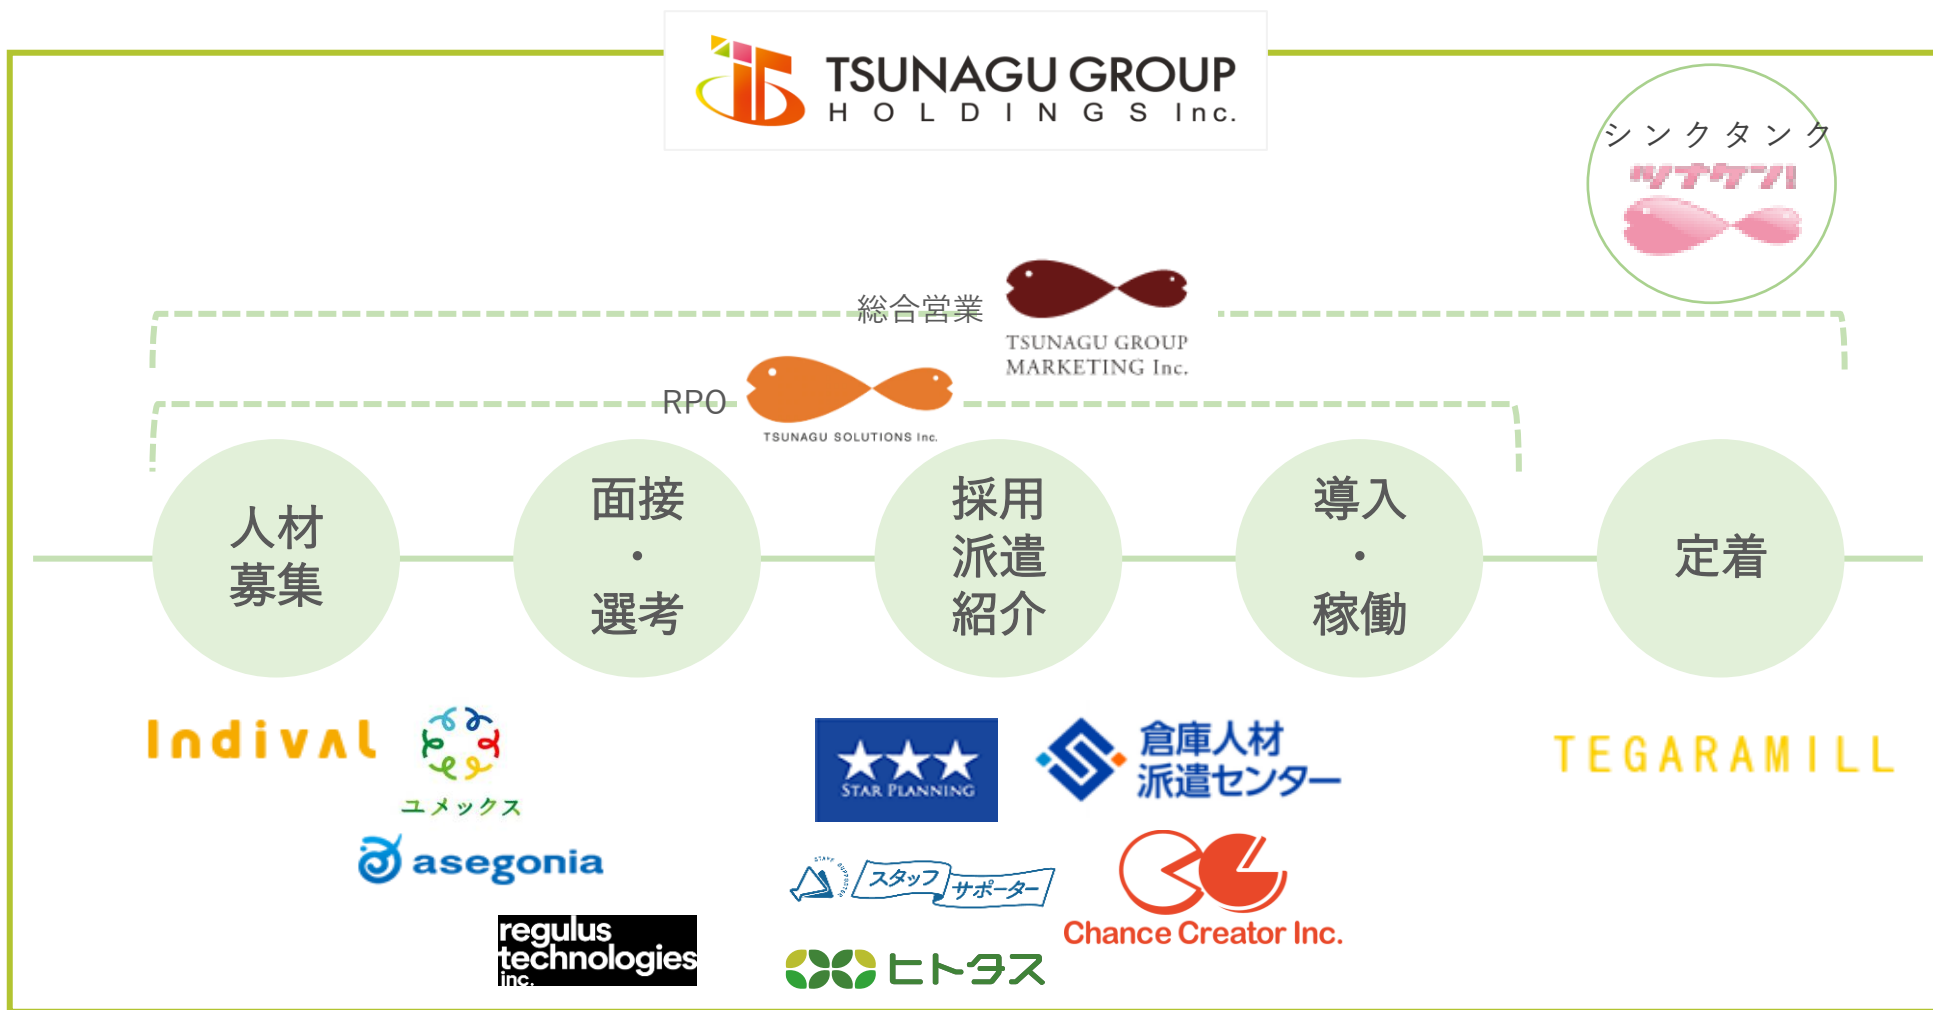 TSUNAGU GROUP
HOLDINGS Inc.
シンクタンク
ツナケン!
総合営業
TSUNAGU GROUP
MARKETING Inc.
RPO
TSUNAGU SOLUTIONS Inc.
人材
募集
面接
・
選考
採用
派遣
紹介
導入
・
稼働
定着
Indival
ユメックス
asegonia
regulus
technologies
inc.
STAR PLANNING
倉庫人材
派遣センター
STAFF SUPPORTER
スタッフ
サポーター
Chance Creator Inc.
ヒトタス
TEGARAMILL